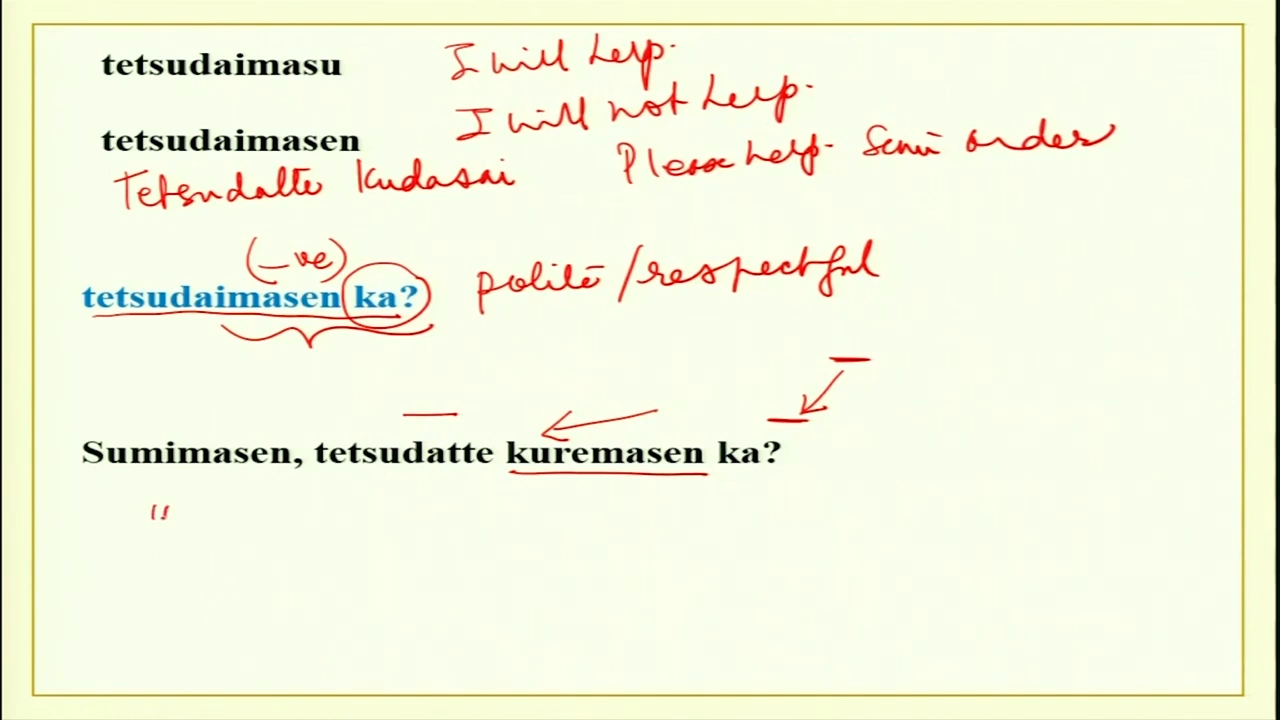 tetsudaimasu I will help.
tetsudaimasen I will not help.
Tetsudatte Kudasai Please help. Semi order
(-ve)
tetsudaimasen ka? polite/respectful
Sumimasen, tetsudatte kuremasen ka?
"